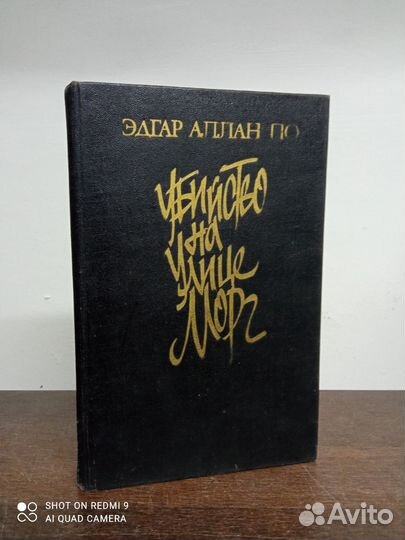 ЭДГАР АЛЛАН ПО
Убийство
на
улице
Морг
SHOT ON REDMI 9
AI QUAD CAMERA
Avito